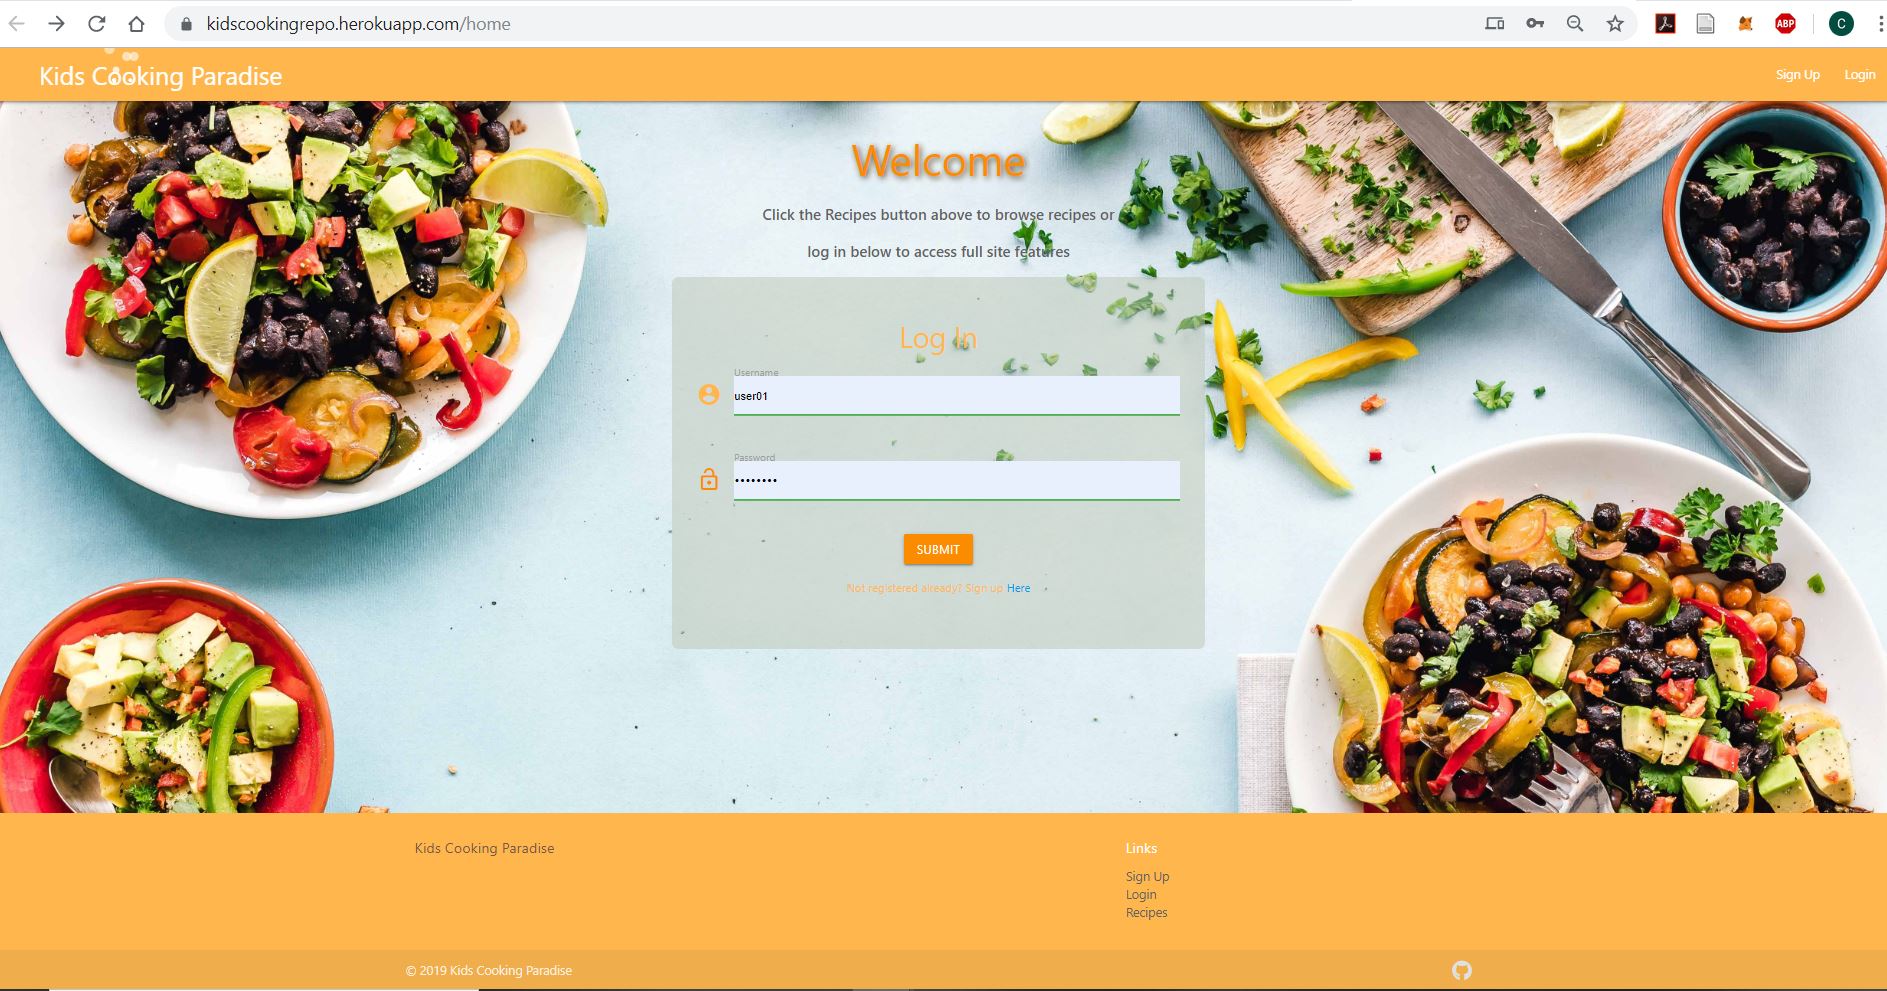 kidscookingrepo.herokuapp.com/home
ABP
C
Kids Cooking Paradise
Sign Up
Login
Welcome
Click the Recipes button above to browse recipes or
log in below to access full site features
Log In
Username
user01
Password
••••••••
SUBMIT
Not registered already? Sign up Here
Kids Cooking Paradise
Links
Sign Up
Login
Recipes
© 2019 Kids Cooking Paradise